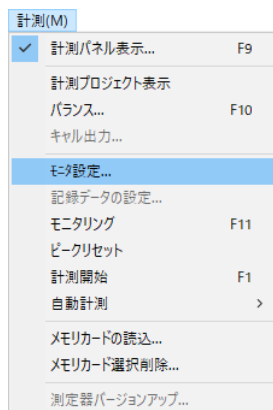 計測(M)
計測パネル表示... F9
計測プロジェクト表示
バランス... F10
キャル出力...
ﾓﾆﾀ設定...
記録データの設定...
モニタリング F11
ピークリセット
計測開始 F1
自動計測 >
メモリカードの読込...
メモリカード選択削除...
測定器バージョンアップ...